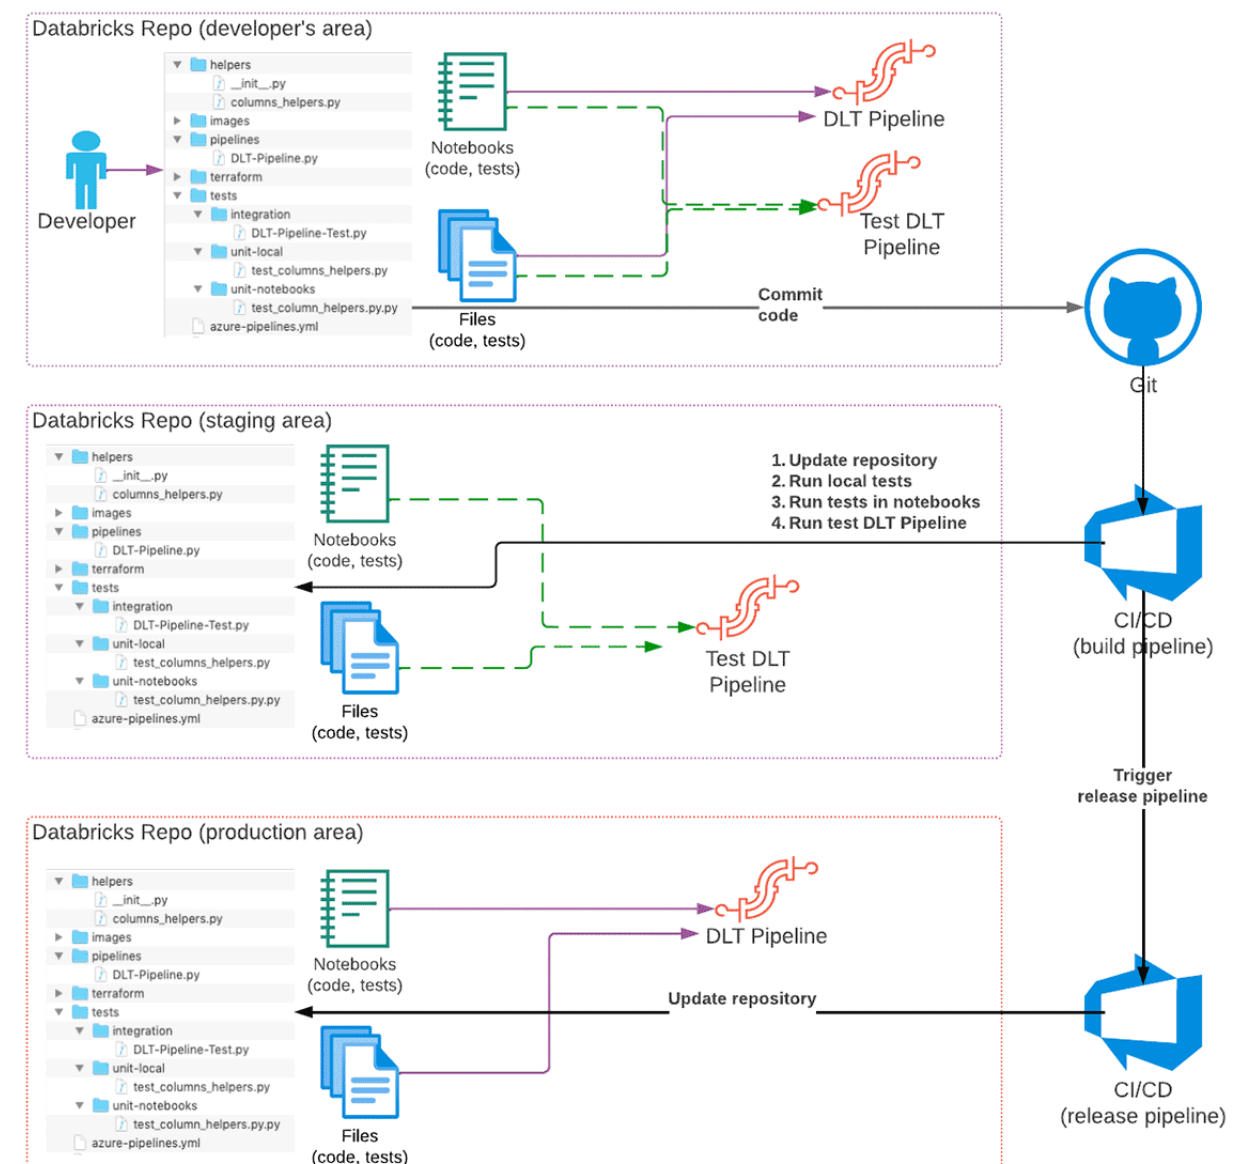 Databricks Repo (developer's area)
helpers
__init__.py
columns_helpers.py
images
pipelines
DLT-Pipeline.py
terraform
tests
integration
DLT-Pipeline-Test.py
unit-local
test_columns_helpers.py
unit-notebooks
test_column_helpers.py.py
azure-pipelines.yml
Developer
Notebooks
(code, tests)
Files
(code, tests)
DLT Pipeline
Test DLT
Pipeline
Commit
code
Git
Databricks Repo (staging area)
helpers
__init__.py
columns_helpers.py
images
pipelines
DLT-Pipeline.py
terraform
tests
integration
DLT-Pipeline-Test.py
unit-local
test_columns_helpers.py
unit-notebooks
test_column_helpers.py.py
azure-pipelines.yml
Notebooks
(code, tests)
Files
(code, tests)
Test DLT
Pipeline
1. Update repository
2. Run local tests
3. Run tests in notebooks
4. Run test DLT Pipeline
CI/CD
(build pipeline)
Trigger
release pipeline
Databricks Repo (production area)
helpers
__init__.py
columns_helpers.py
images
pipelines
DLT-Pipeline.py
terraform
tests
integration
DLT-Pipeline-Test.py
unit-local
test_columns_helpers.py
unit-notebooks
test_column_helpers.py.py
azure-pipelines.yml
Notebooks
(code, tests)
Files
(code, tests)
DLT Pipeline
Update repository
CI/CD
(release pipeline)